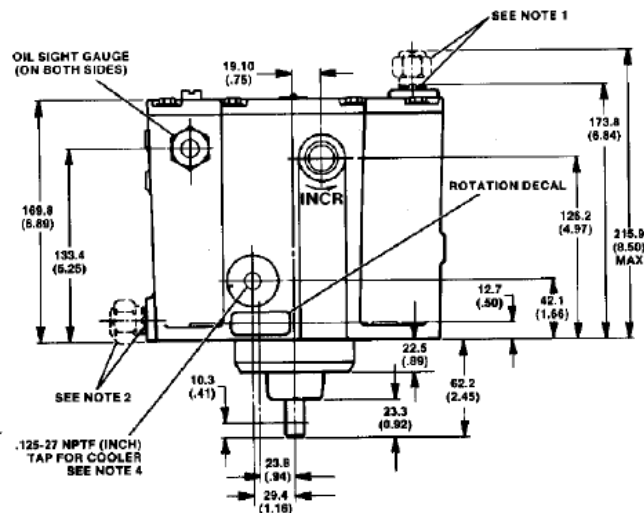 SEE NOTE 1
OIL SIGHT GAUGE
(ON BOTH SIDES)
19.10
(.75)
173.8
(6.84)
ROTATION DECAL
INCR
169.8
(6.69)
133.4
(5.25)
126.2
(4.97)
215.9
(8.50)
MAX
12.7
(.50)
42.1
(1.66)
22.5
(.89)
SEE NOTE 2
10.3
(.41)
62.2
(2.45)
23.3
(0.92)
.125-27 NPTF (INCH)
TAP FOR COOLER
SEE NOTE 4
23.8
(.94)
29.4
(1.16)